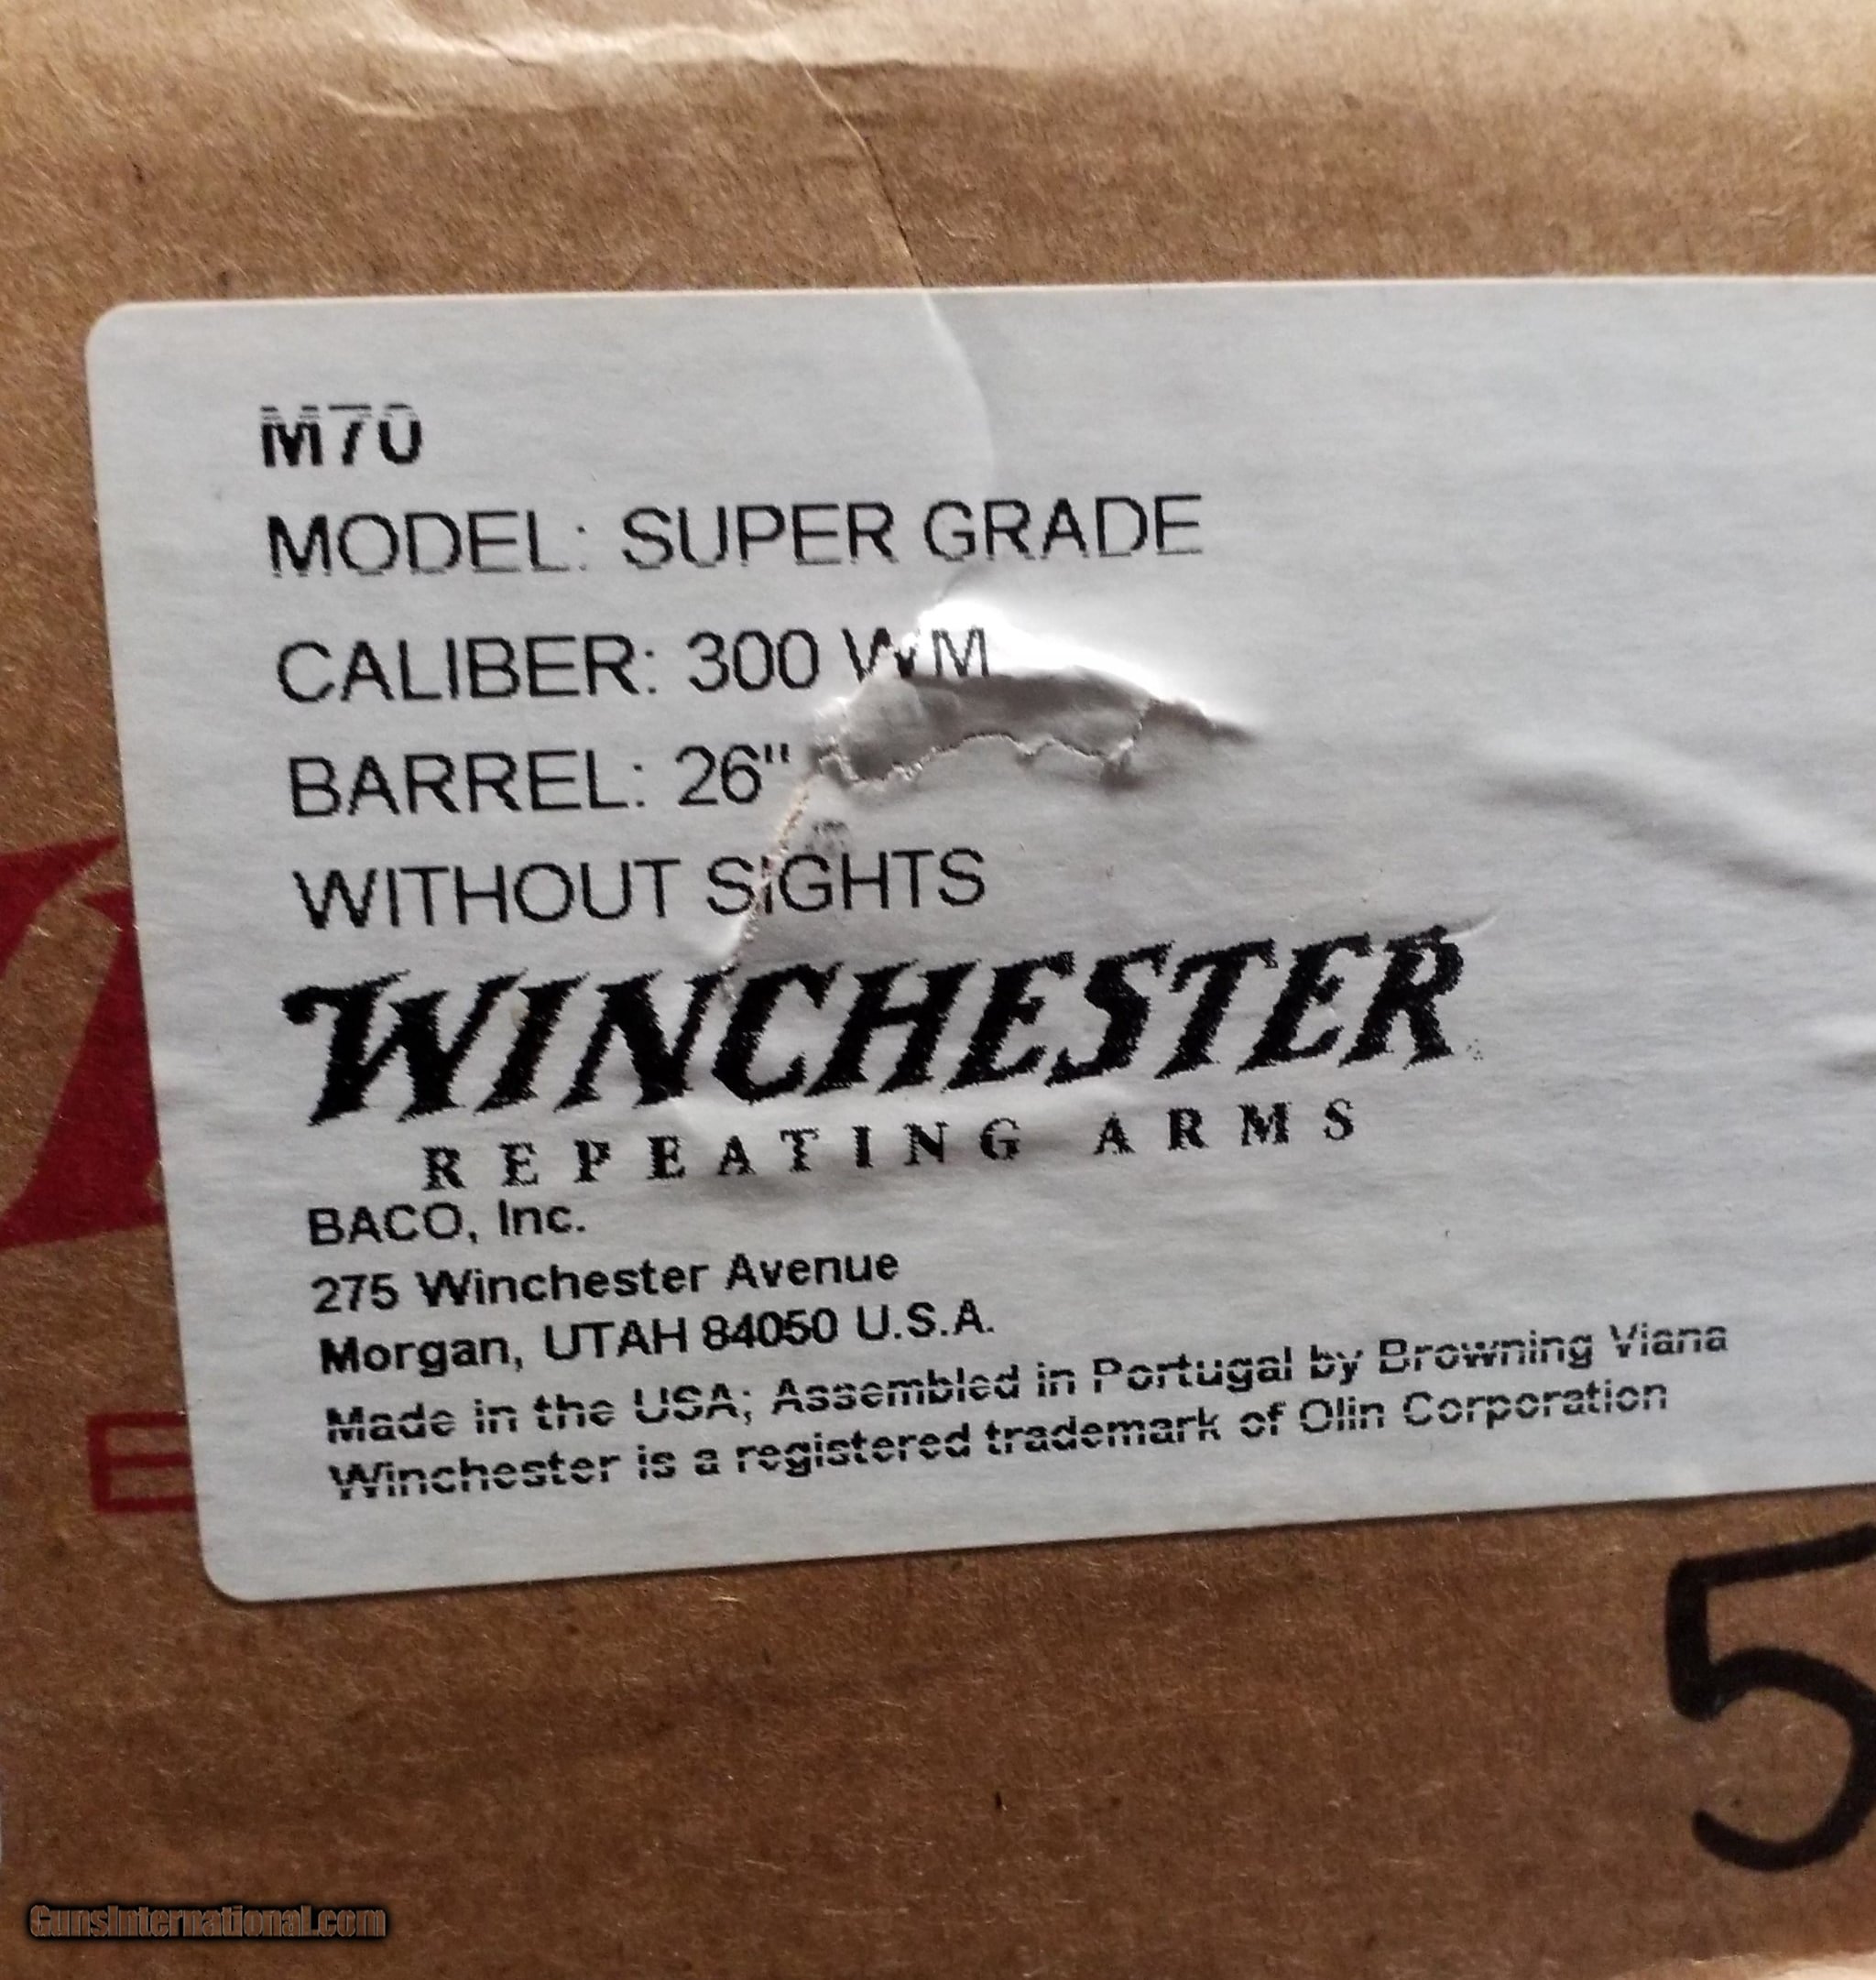 M70
MODEL: SUPER GRADE
CALIBER: 300 WM
BARREL: 26"
WITHOUT SIGHTS
WINCHESTER
REPEATING ARMS
BACO, Inc.
275 Winchester Avenue
Morgan, UTAH 84050 U.S.A.
Made in the USA; Assembled in Portugal by Browning Viana
Winchester is a registered trademark of Olin Corporation
E
5
GunsInternational.com